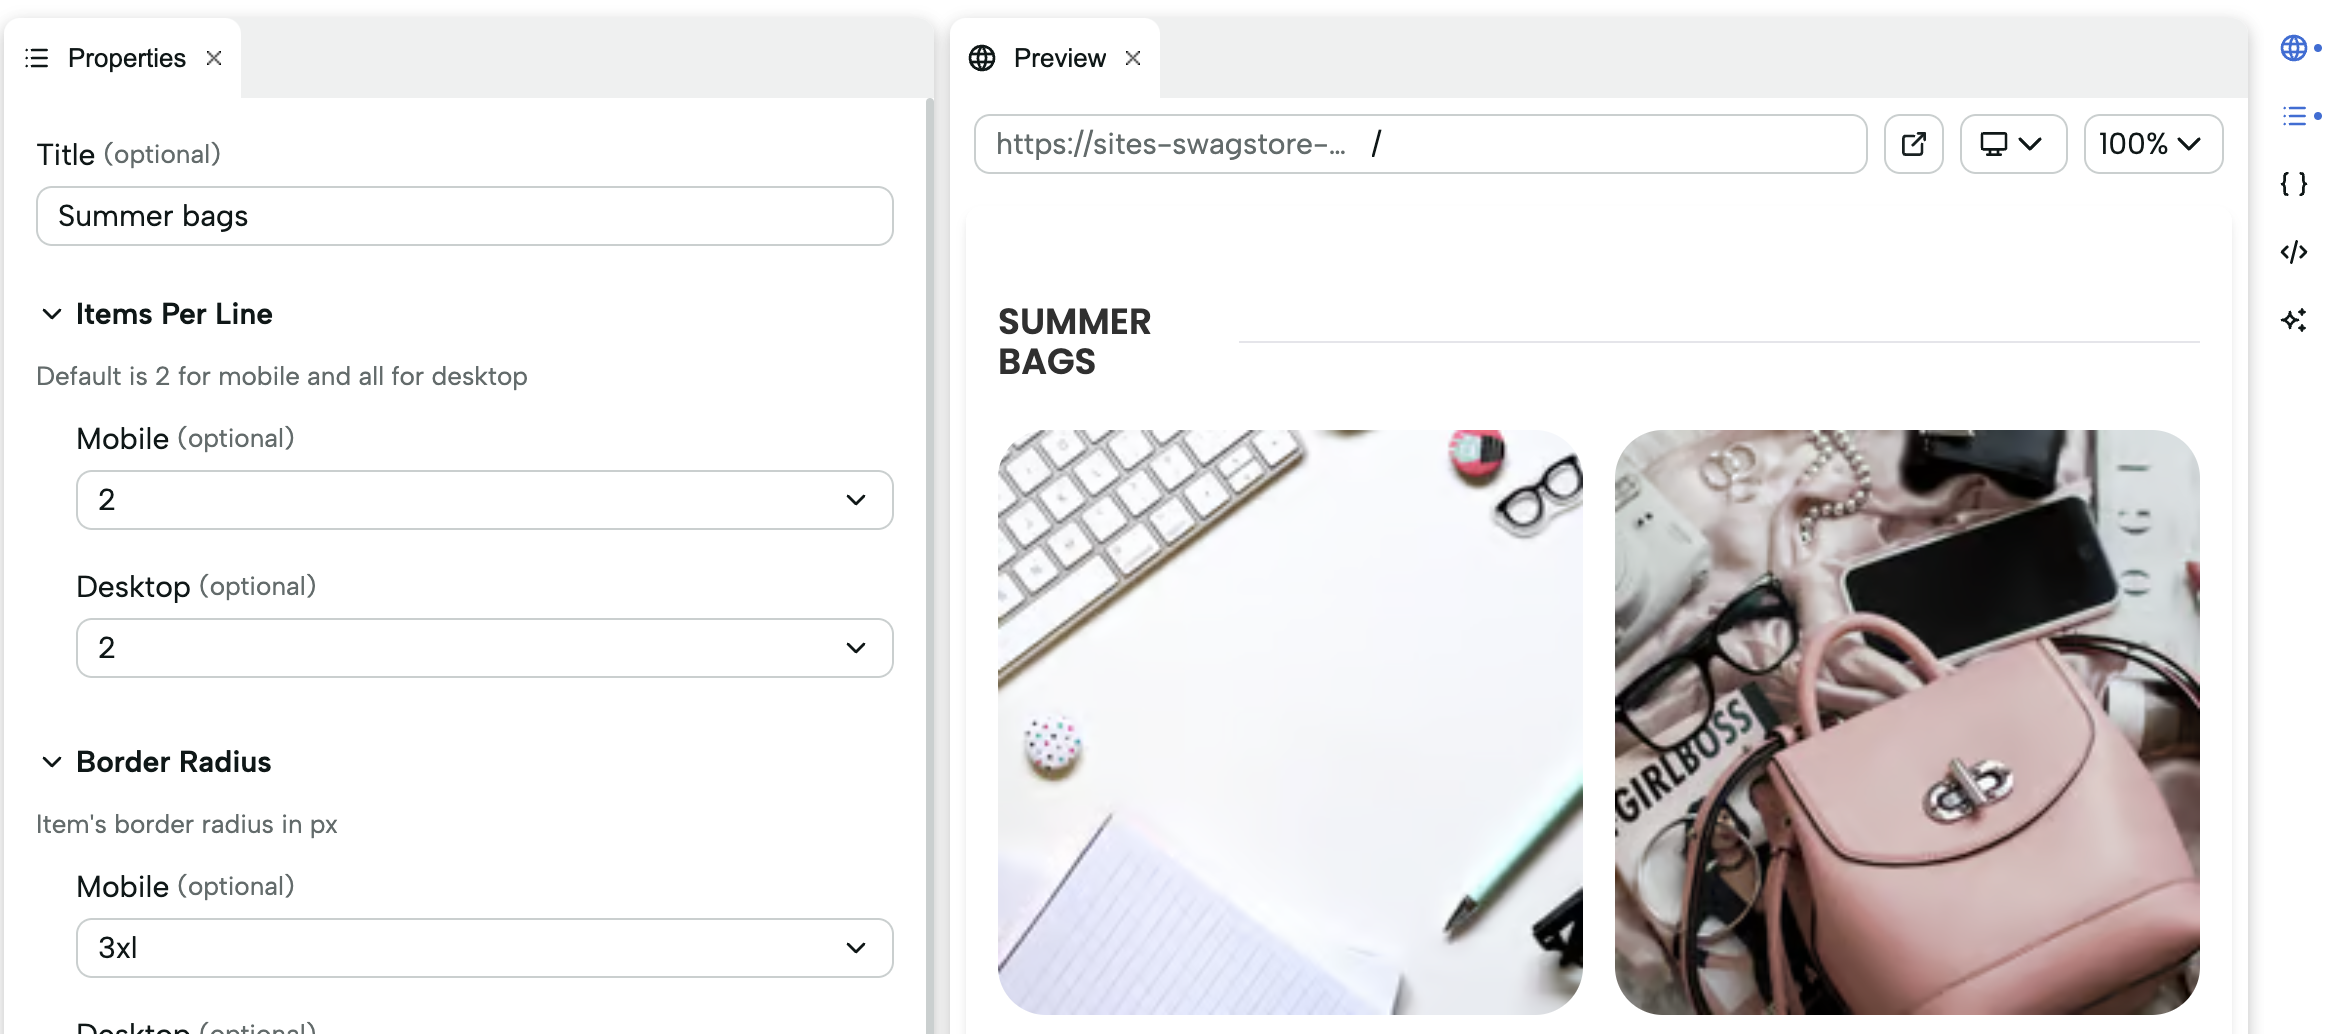 Properties
Preview
Title (optional)
Summer bags
Items Per Line
Default is 2 for mobile and all for desktop
Mobile (optional)
2
Desktop (optional)
2
Border Radius
Item's border radius in px
Mobile (optional)
3xl
Desktop (optional)
https://sites-swagstore-... /
100%
SUMMER
BAGS
GIRLBOSS